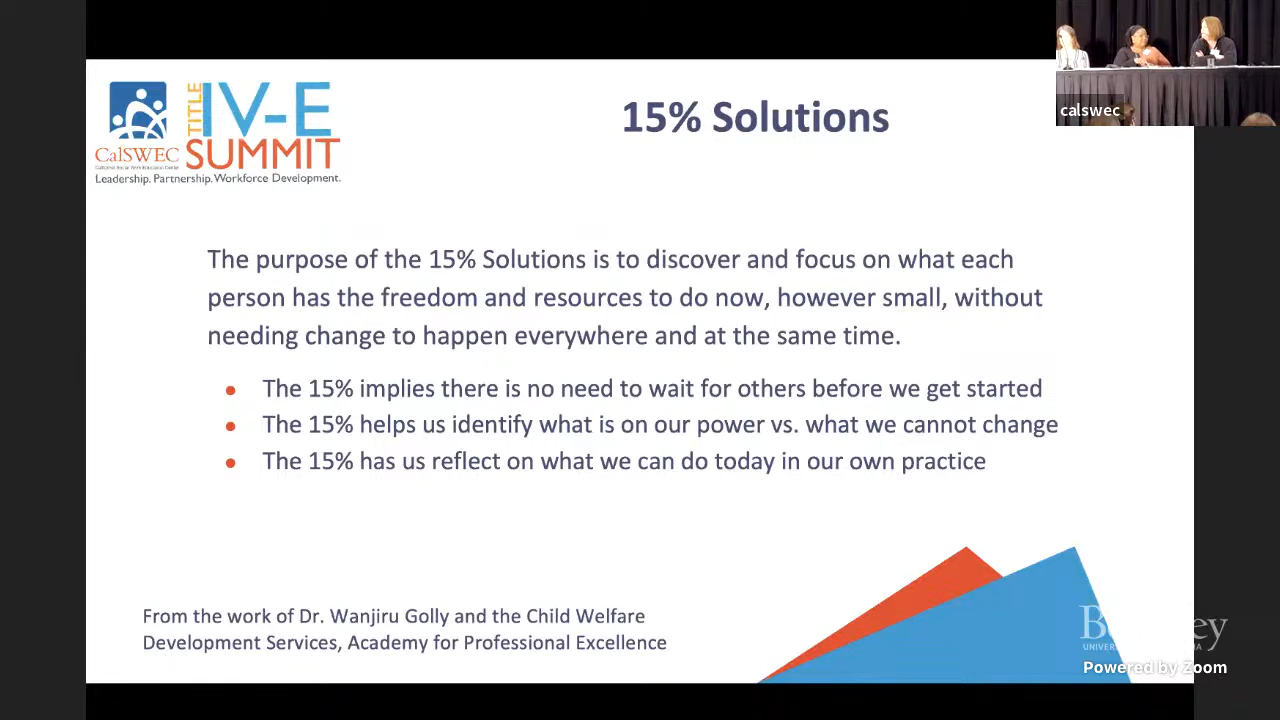 TITLE
IV-E
SUMMIT
CalSWEC
Leadership. Partnership. Workforce Development.
15% Solutions
calswec
The purpose of the 15% Solutions is to discover and focus on what each
person has the freedom and resources to do now, however small, without
needing change to happen everywhere and at the same time.
● The 15% implies there is no need to wait for others before we get started
● The 15% helps us identify what is on our power vs. what we cannot change
● The 15% has us reflect on what we can do today in our own practice
From the work of Dr. Wanjiru Golly and the Child Welfare
Development Services, Academy for Professional Excellence
Powered by Zoom